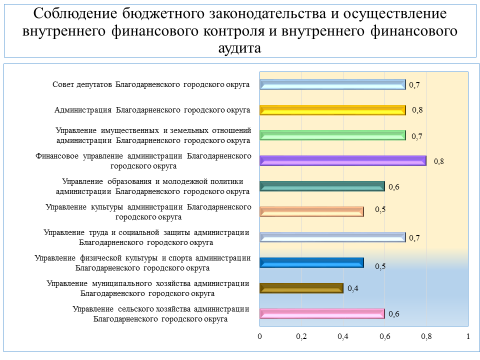 Соблюдение бюджетного законодательства и осуществление
внутреннего финансового контроля и внутреннего финансового
аудита
Совет депутатов Благодарненского городского округа
0,7
Администрация Благодарненского городского округа
0,8
Управление имущественных и земельных отношений
администрации Благодарненского городского округа
0,7
Финансовое управление администрации Благодарненского
городского округа
0,8
Управление образования и молодежной политики
администрации Благодарненского городского округа
0,6
Управление культуры администрации Благодарненского
городского округа
0,5
Управление труда и социальной защиты администрации
Благодарненского городского округа
0,7
Управление физической культуры и спорта администрации
Благодарненского городского округа
0,5
Управление муниципального хозяйства администрации
Благодарненского городского округа
0,4
Управление сельского хозяйства администрации
Благодарненского городского округа
0,6
0 0,2 0,4 0,6 0,8 1